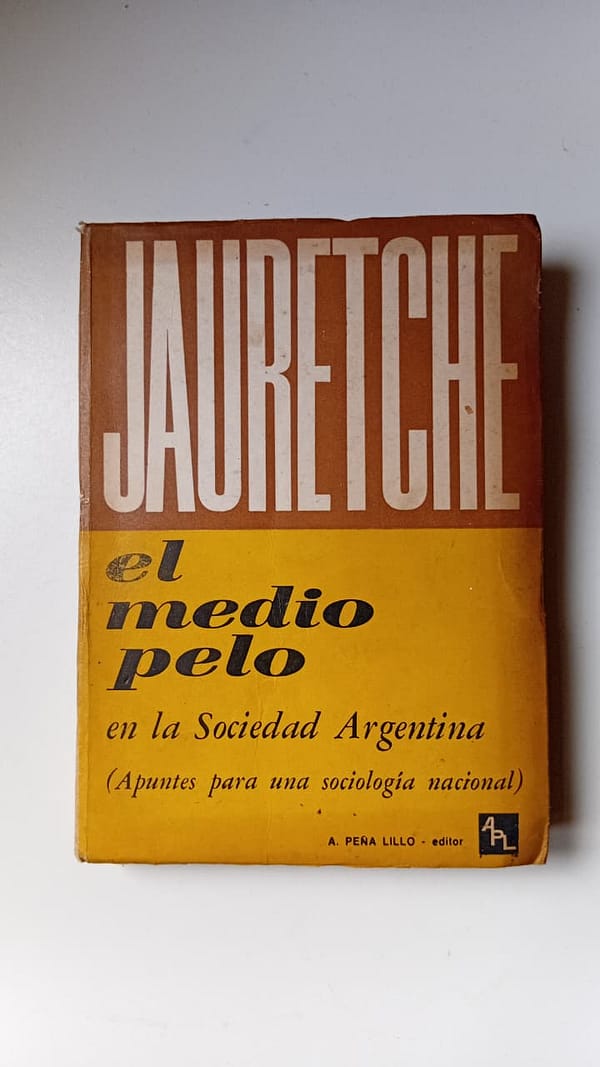 JAURETCHE
el
medio
pelo
en la Sociedad Argentina
(Apuntes para una sociología nacional)
A. PEÑA LILLO - editor
APL